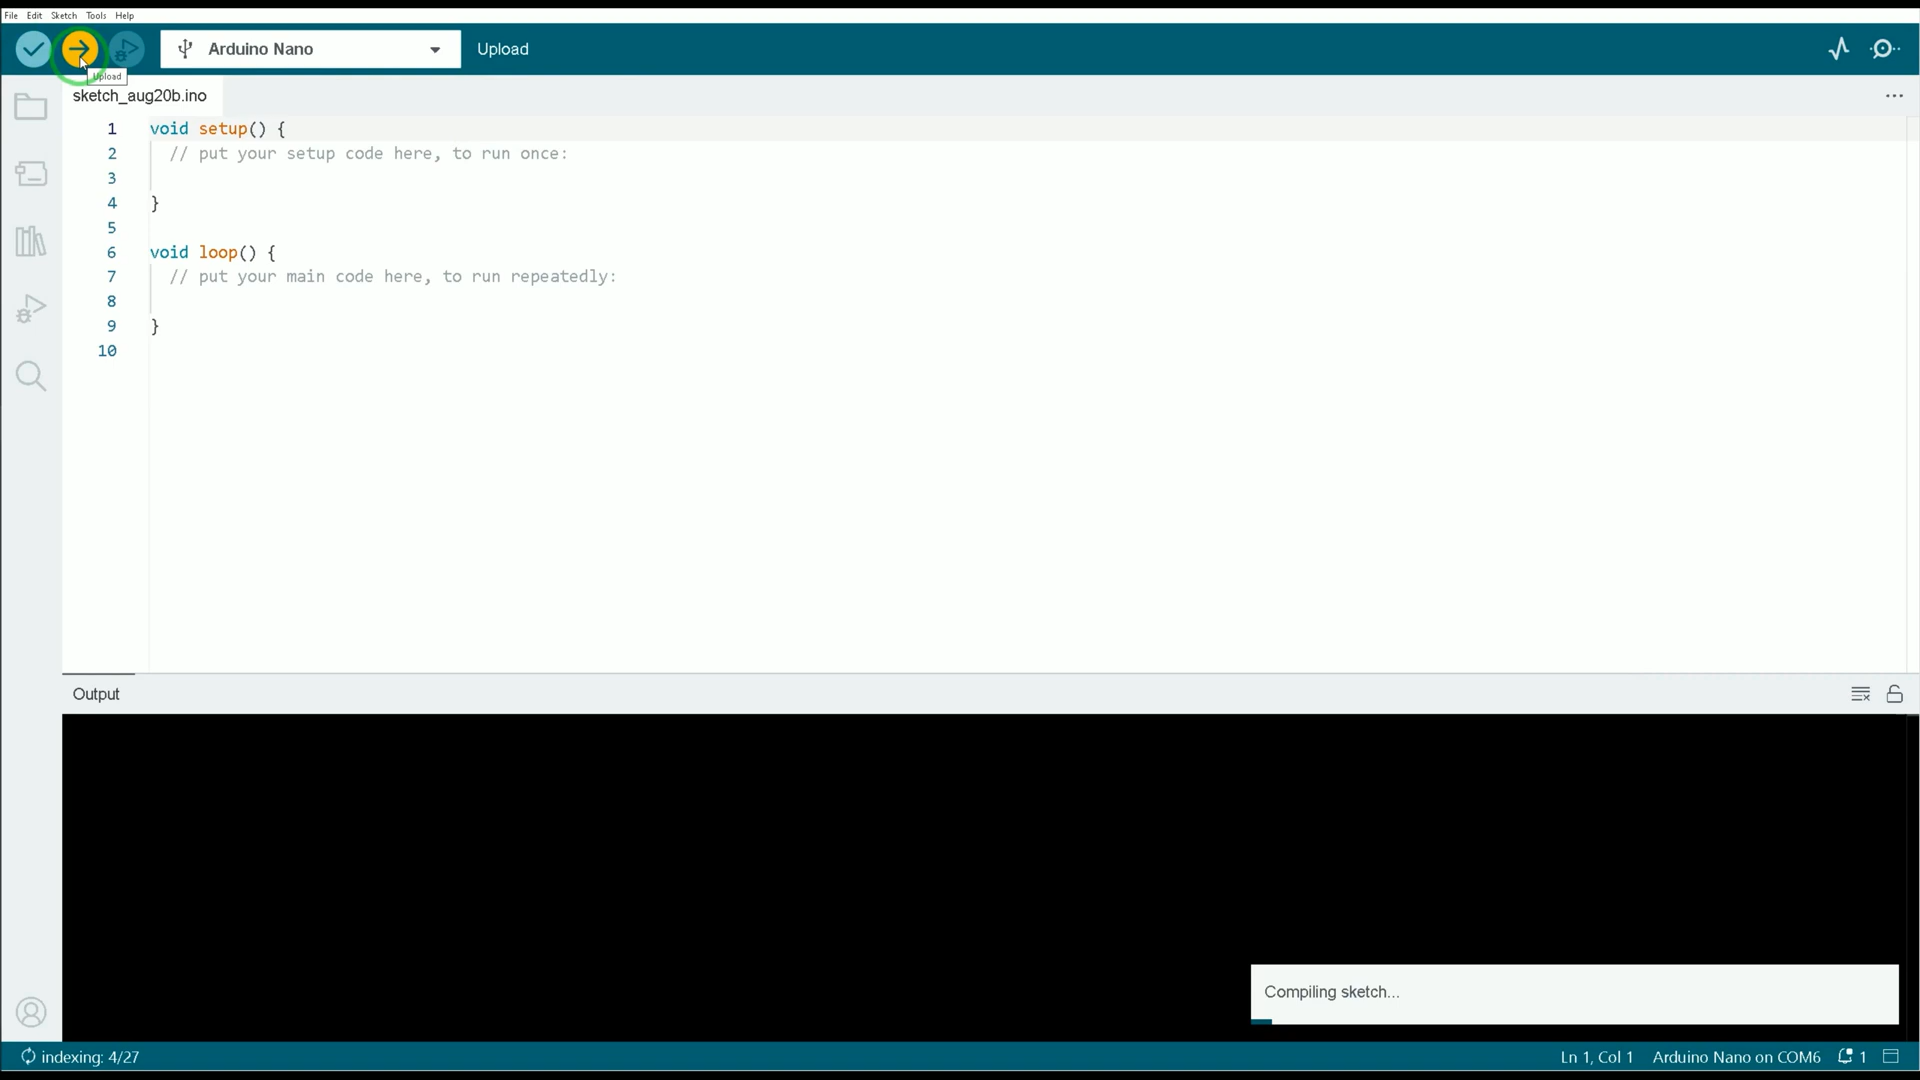 File Edit Sketch Tools Help
Arduino Nano
Upload
Upload
sketch_aug20b.ino
1 void setup() {
2 // put your setup code here, to run once:
3
4 }
5
6 void loop() {
7 // put your main code here, to run repeatedly:
8
9 }
10
Output
Compiling sketch...
indexing: 4/27
Ln 1, Col 1 Arduino Nano on COM6 1